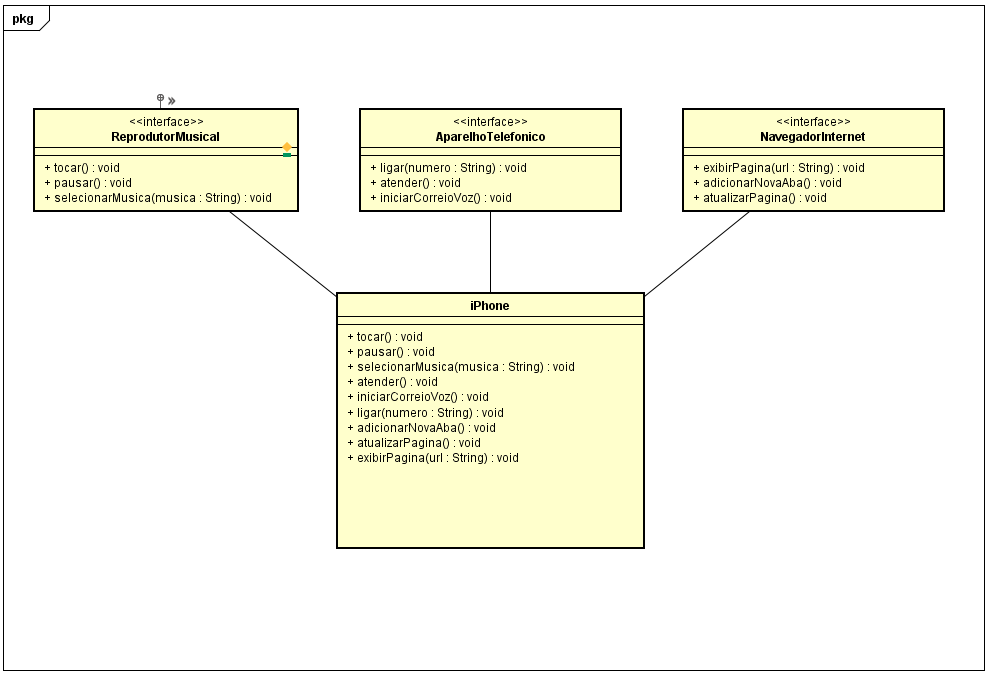 pkg
<<interface>>
ReprodutorMusical
+ tocar() : void
+ pausar() : void
+ selecionarMusica(musica : String) : void
<<interface>>
AparelhoTelefonico
+ ligar(numero : String) : void
+ atender() : void
+ iniciarCorreioVoz() : void
<<interface>>
NavegadorInternet
+ exibirPagina(url : String) : void
+ adicionarNovaAba() : void
+ atualizarPagina() : void
iPhone
+ tocar() : void
+ pausar() : void
+ selecionarMusica(musica : String) : void
+ atender() : void
+ iniciarCorreioVoz() : void
+ ligar(numero : String) : void
+ adicionarNovaAba() : void
+ atualizarPagina() : void
+ exibirPagina(url : String) : void